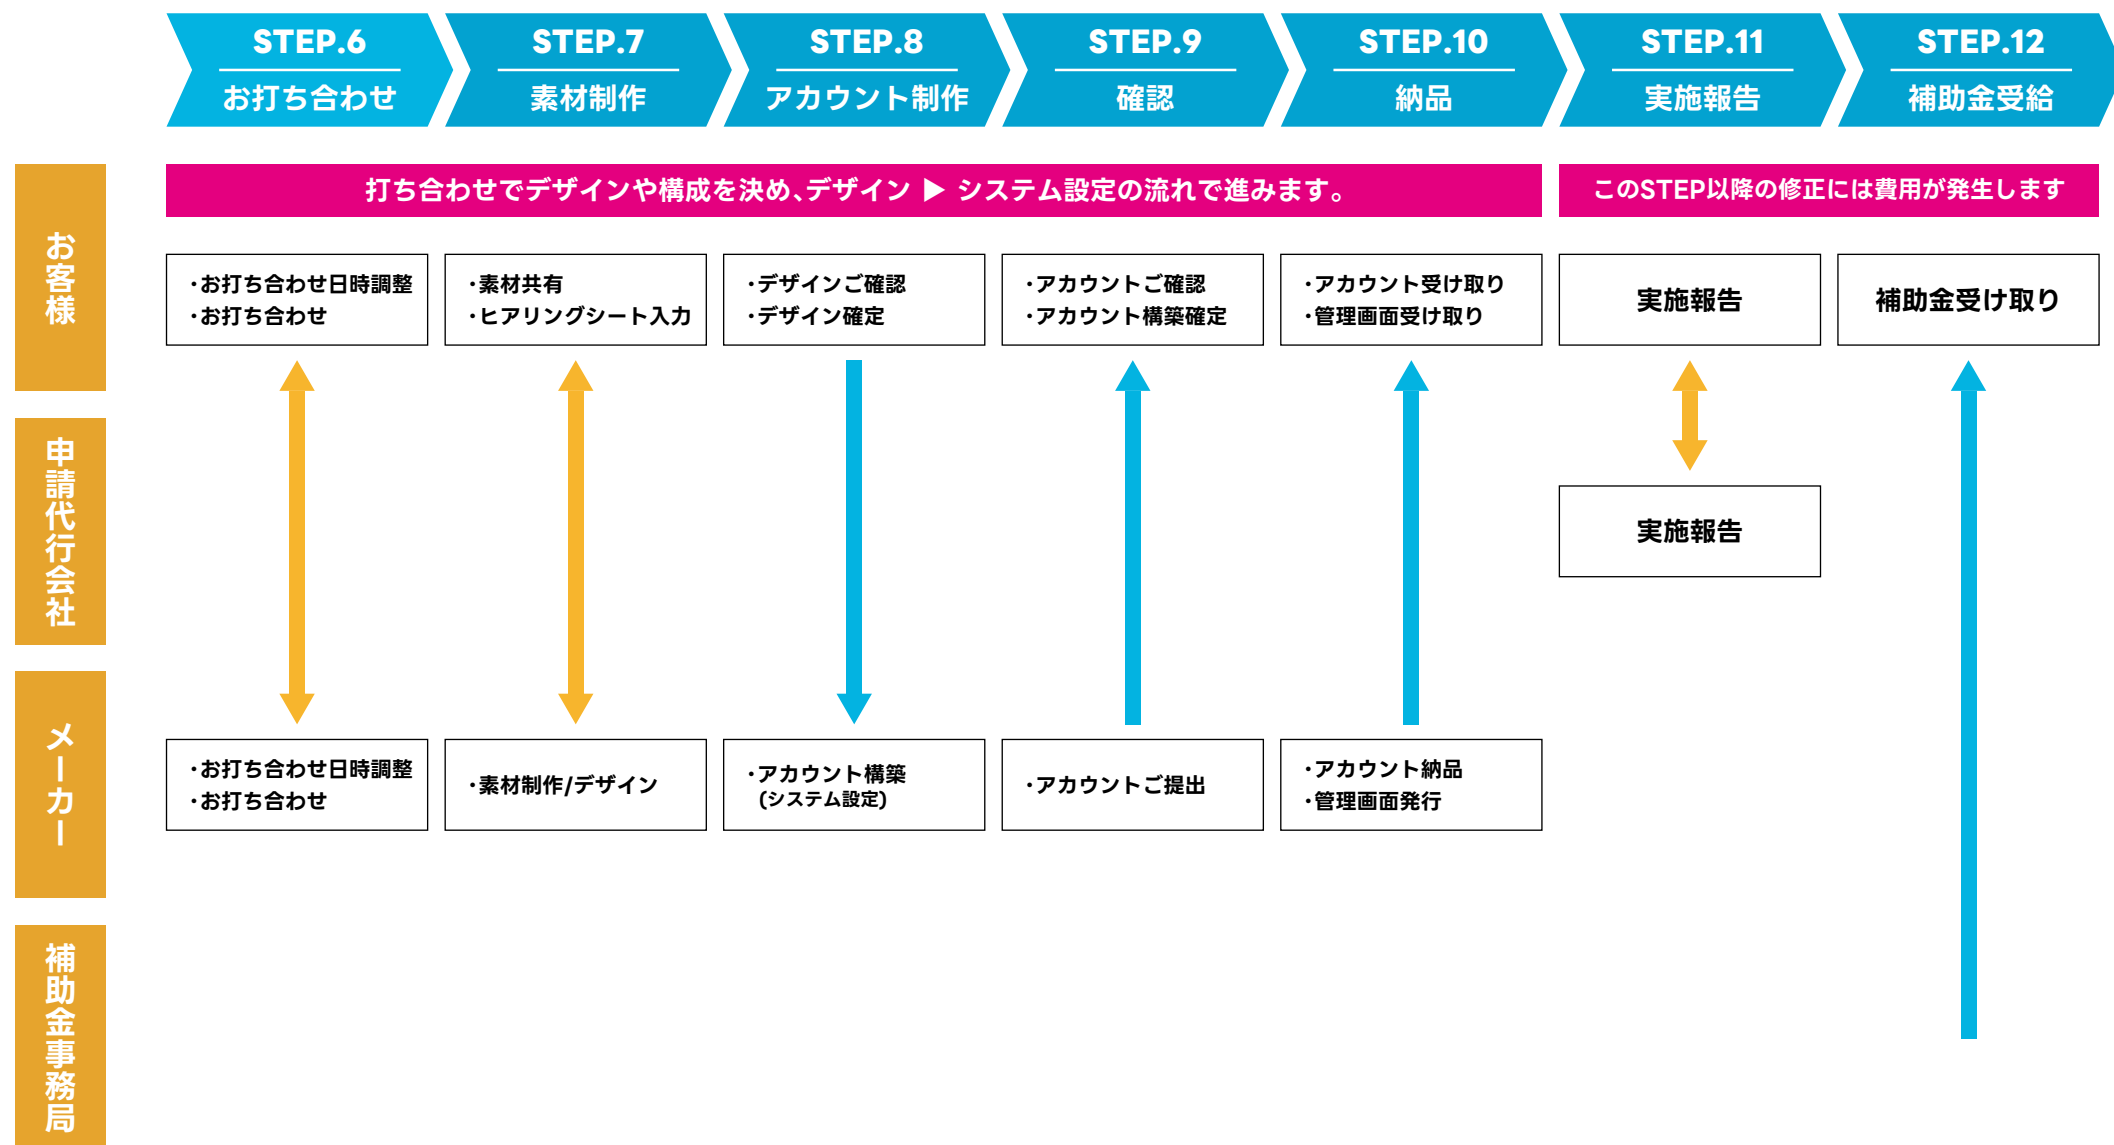 STEP.6
お打ち合わせ
STEP.7
素材制作
STEP.8
アカウント制作
STEP.9
確認
STEP.10
納品
STEP.11
実施報告
STEP.12
補助金受給
打ち合わせでデザインや構成を決め、デザイン ▶ システム設定の流れで進みます。
このSTEP以降の修正には費用が発生します
お客様
・お打ち合わせ日時調整
・お打ち合わせ
・素材共有
・ヒアリングシート入力
・デザインご確認
・デザイン確定
・アカウントご確認
・アカウント構築確定
・アカウント受け取り
・管理画面受け取り
実施報告
補助金受け取り
申請代行会社
実施報告
メーカー
・お打ち合わせ日時調整
・お打ち合わせ
・素材制作/デザイン
・アカウント構築
(システム設定)
・アカウントご提出
・アカウント納品
・管理画面発行
補助金事務局